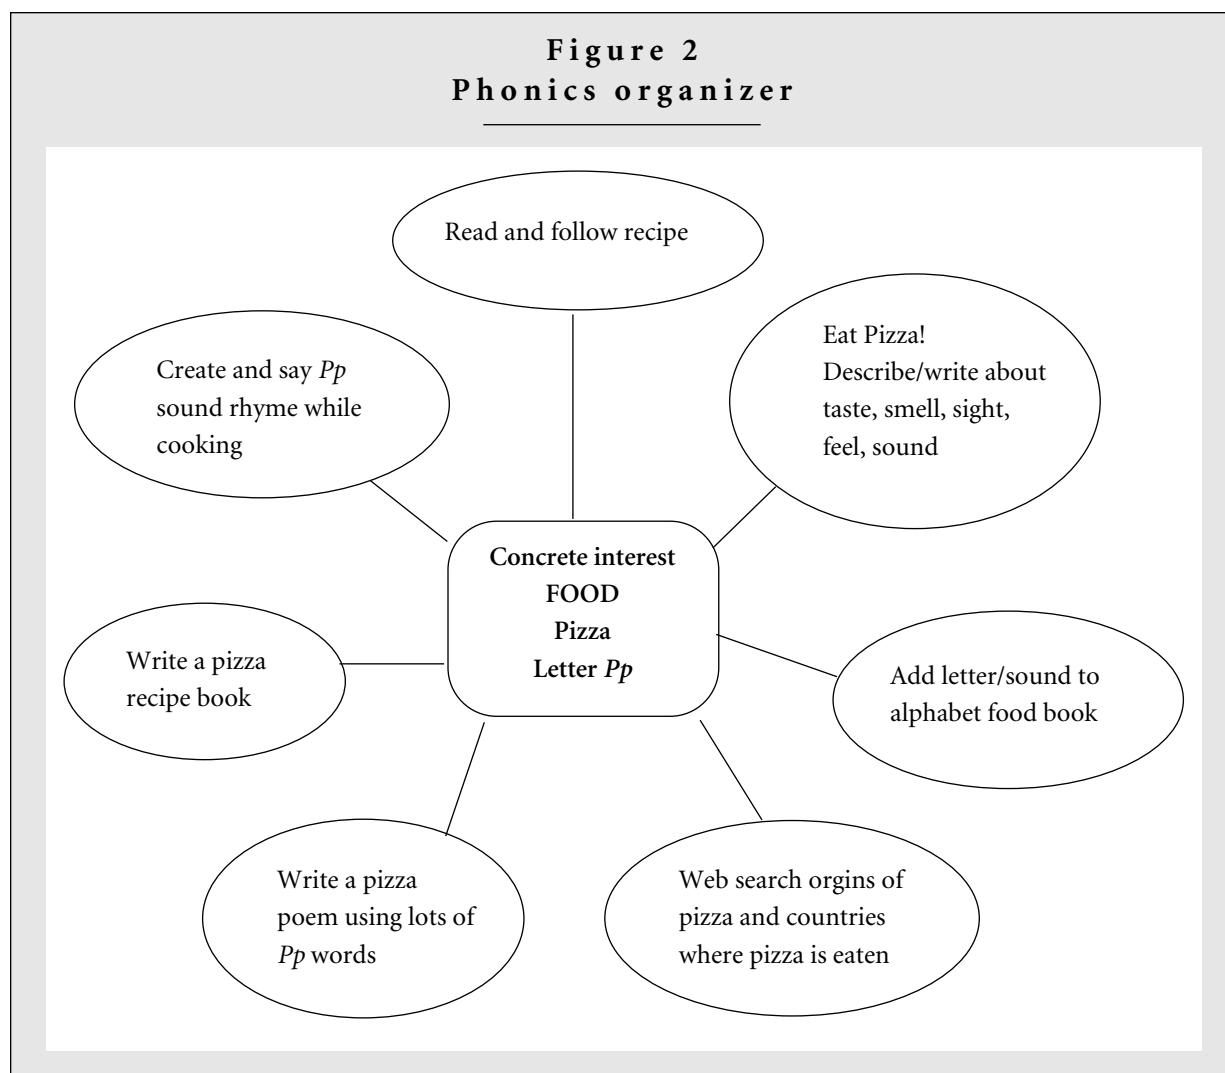 Figure 2
Phonics organizer
Read and follow recipe
Eat Pizza!
Describe/write about
taste, smell, sight,
feel, sound
Create and say Pp
sound rhyme while
cooking
Concrete interest
FOOD
Pizza
Letter Pp
Write a pizza
recipe book
Add letter/sound to
alphabet food book
Write a pizza
poem using lots of
Pp words
Web search orgins of
pizza and countries
where pizza is eaten